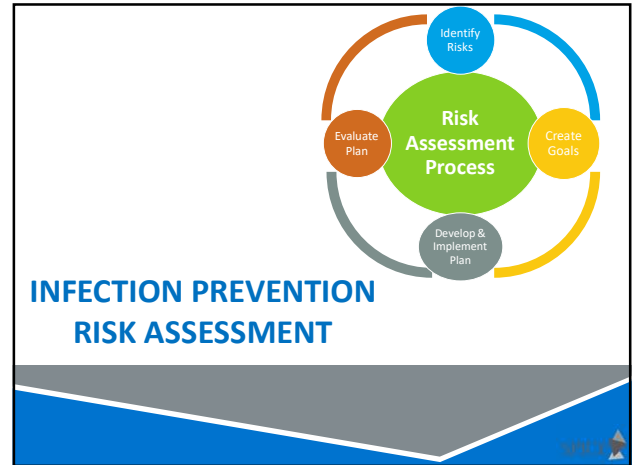 Identify
Risks
Risk
Assessment
Process
Evaluate
Plan
Create
Goals
Develop &
Implement
Plan
INFECTION PREVENTION
RISK ASSESSMENT